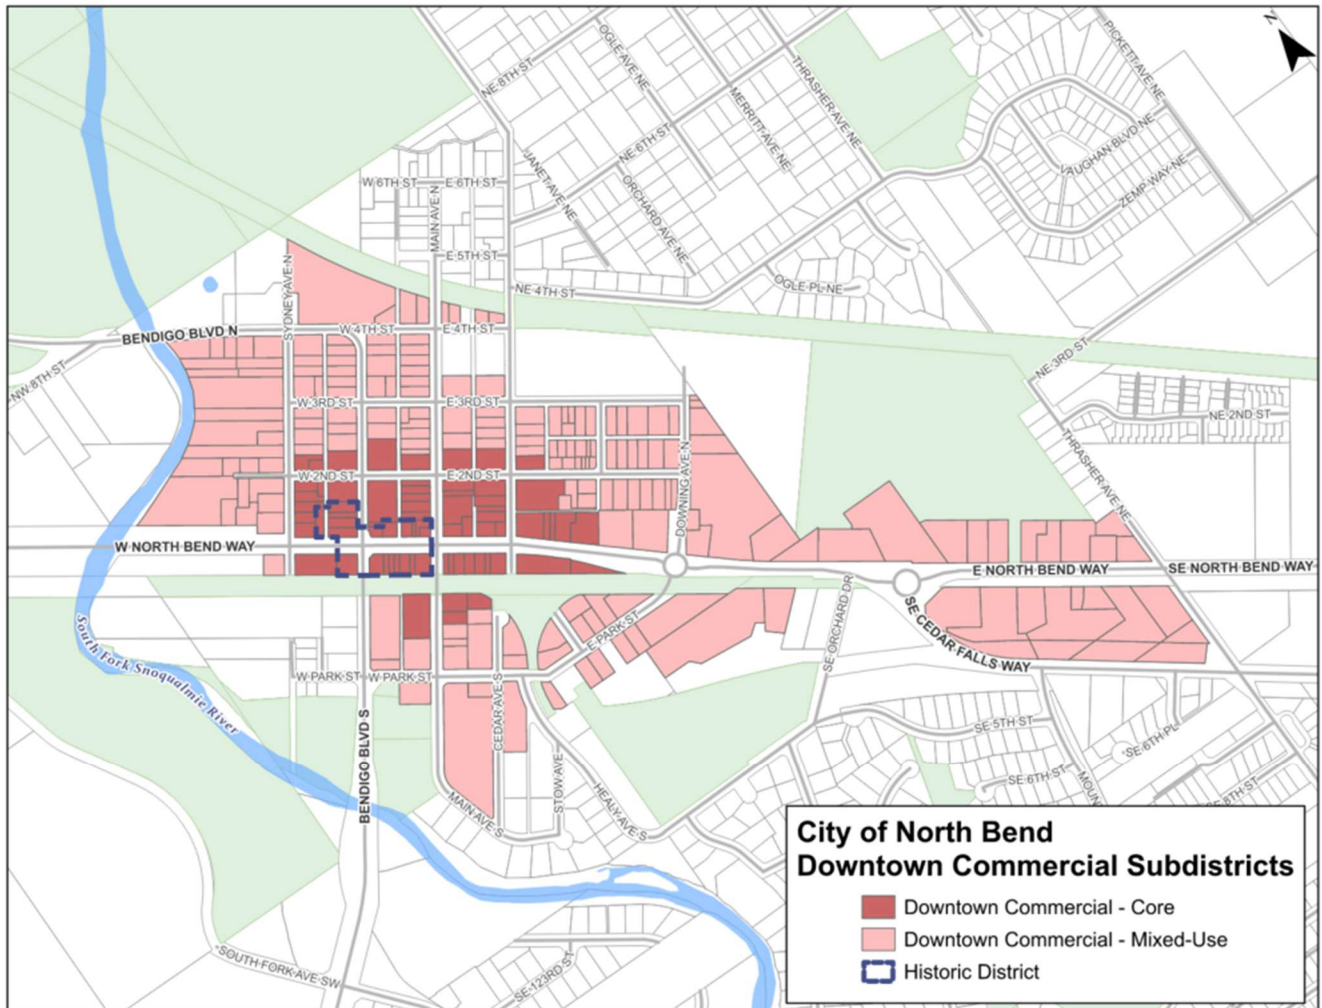 N
PICKETT AVE NE
OGLE AVE NE
NE 8TH ST
THRASHER AVE NE
MERRITT AVE NE
NE 6TH ST
VAUGHAN BLVD NE
JANET AVE NE
W 6TH ST
E 6TH ST
ORCHARD AVE NE
ZEMP WAY NE
MAIN AVE N
E 5TH ST
SYDNEY AVE N
NE 4TH ST
OGLE PL NE
BENDIGO BLVD N
W 4TH ST
E 4TH ST
NW 8TH ST
NE 3RD ST
W 3RD ST
E 3RD ST
NE 2ND ST
W 2ND ST
E 2ND ST
DOWNING AVE N
THRASHER AVE NE
W NORTH BEND WAY
E NORTH BEND WAY
SE NORTH BEND WAY
SE ORCHARD DR
SE CEDAR FALLS WAY
E PARK ST
South Fork Snoqualmie River
W PARK ST
W PARK ST
CEDAR AVE S
BENDIGO BLVD S
SE 5TH ST
SE 6TH PL
SE 6TH ST
MOUN
SE 8TH ST
STOW AVE
HEALY AVE S
MAIN AVE S
SOUTH FORK AVE SW
SE 123RD ST
City of North Bend
Downtown Commercial Subdistricts
Downtown Commercial - Core
Downtown Commercial - Mixed-Use
Historic District